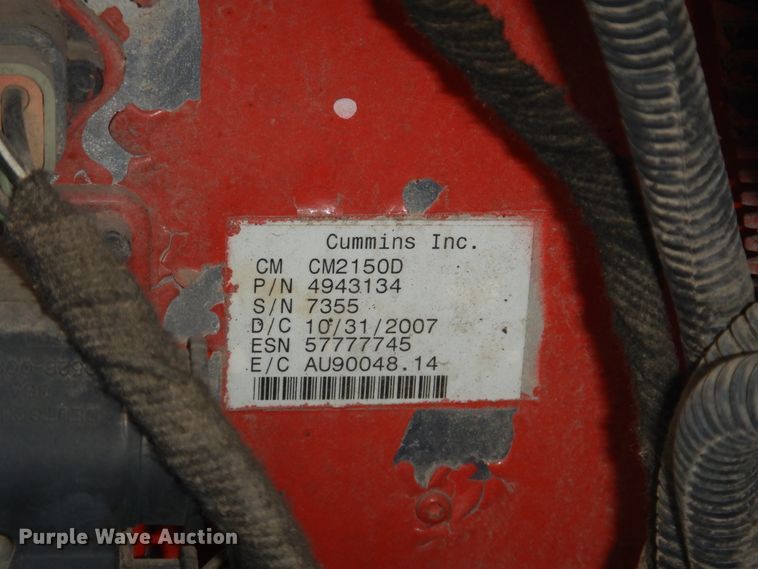 Cummins Inc.
CM CM2150D
P/N 4943134
S/N 7355
D/C 10/31/2007
ESN 57777745
E/C AU90048.14
Purple Wave Auction